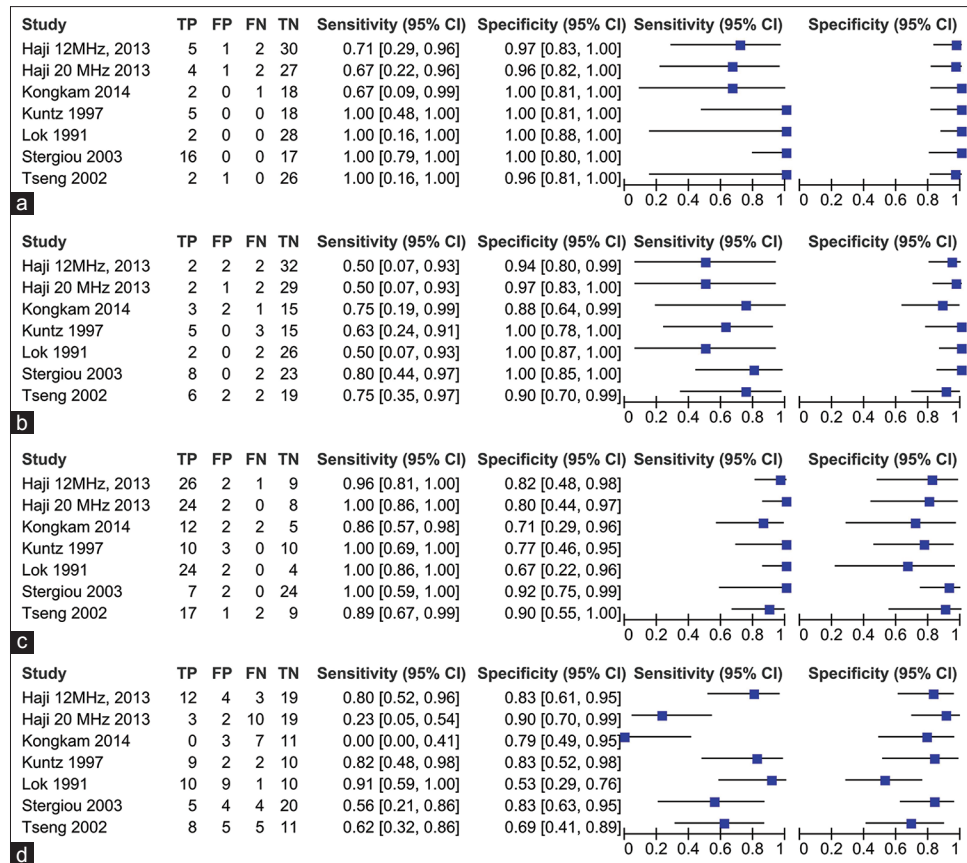 Study TP FP FN TN Sensitivity (95% CI) Specificity (95% CI) Sensitivity (95% CI) Specificity (95% CI)
Haji 12MHz, 2013 5 1 2 30 0.71 [0.29, 0.96] 0.97 [0.83, 1.00]
Haji 20 MHz 2013 4 1 2 27 0.67 [0.22, 0.96] 0.96 [0.82, 1.00]
Kongkam 2014 2 0 1 18 0.67 [0.09, 0.99] 1.00 [0.81, 1.00]
Kuntz 1997 5 0 0 18 1.00 [0.48, 1.00] 1.00 [0.81, 1.00]
Lok 1991 2 0 0 28 1.00 [0.16, 1.00] 1.00 [0.88, 1.00]
Stergiou 2003 16 0 0 17 1.00 [0.79, 1.00] 1.00 [0.80, 1.00]
Tseng 2002 2 1 0 26 1.00 [0.16, 1.00] 0.96 [0.81, 1.00]
0 0.2 0.4 0.6 0.8 1 0 0.2 0.4 0.6 0.8 1
a
Study TP FP FN TN Sensitivity (95% CI) Specificity (95% CI) Sensitivity (95% CI) Specificity (95% CI)
Haji 12MHz, 2013 2 2 2 32 0.50 [0.07, 0.93] 0.94 [0.80, 0.99]
Haji 20 MHz 2013 2 1 2 29 0.50 [0.07, 0.93] 0.97 [0.83, 1.00]
Kongkam 2014 3 2 1 15 0.75 [0.19, 0.99] 0.88 [0.64, 0.99]
Kuntz 1997 5 0 3 15 0.63 [0.24, 0.91] 1.00 [0.78, 1.00]
Lok 1991 2 0 2 26 0.50 [0.07, 0.93] 1.00 [0.87, 1.00]
Stergiou 2003 8 0 2 23 0.80 [0.44, 0.97] 1.00 [0.85, 1.00]
Tseng 2002 6 2 2 19 0.75 [0.35, 0.97] 0.90 [0.70, 0.99]
0 0.2 0.4 0.6 0.8 1 0 0.2 0.4 0.6 0.8 1
b
Study TP FP FN TN Sensitivity (95% CI) Specificity (95% CI) Sensitivity (95% CI) Specificity (95% CI)
Haji 12MHz, 2013 26 2 1 9 0.96 [0.81, 1.00] 0.82 [0.48, 0.98]
Haji 20 MHz 2013 24 2 0 8 1.00 [0.86, 1.00] 0.80 [0.44, 0.97]
Kongkam 2014 12 2 2 5 0.86 [0.57, 0.98] 0.71 [0.29, 0.96]
Kuntz 1997 10 3 0 10 1.00 [0.69, 1.00] 0.77 [0.46, 0.95]
Lok 1991 24 2 0 4 1.00 [0.86, 1.00] 0.67 [0.22, 0.96]
Stergiou 2003 7 2 0 24 1.00 [0.59, 1.00] 0.92 [0.75, 0.99]
Tseng 2002 17 1 2 9 0.89 [0.67, 0.99] 0.90 [0.55, 1.00]
0 0.2 0.4 0.6 0.8 1 0 0.2 0.4 0.6 0.8 1
c
Study TP FP FN TN Sensitivity (95% CI) Specificity (95% CI) Sensitivity (95% CI) Specificity (95% CI)
Haji 12MHz, 2013 12 4 3 19 0.80 [0.52, 0.96] 0.83 [0.61, 0.95]
Haji 20 MHz 2013 3 2 10 19 0.23 [0.05, 0.54] 0.90 [0.70, 0.99]
Kongkam 2014 0 3 7 11 0.00 [0.00, 0.41] 0.79 [0.49, 0.95]
Kuntz 1997 9 2 2 10 0.82 [0.48, 0.98] 0.83 [0.52, 0.98]
Lok 1991 10 9 1 10 0.91 [0.59, 1.00] 0.53 [0.29, 0.76]
Stergiou 2003 5 4 4 20 0.56 [0.21, 0.86] 0.83 [0.63, 0.95]
Tseng 2002 8 5 5 11 0.62 [0.32, 0.86] 0.69 [0.41, 0.89]
0 0.2 0.4 0.6 0.8 1 0 0.2 0.4 0.6 0.8 1
d